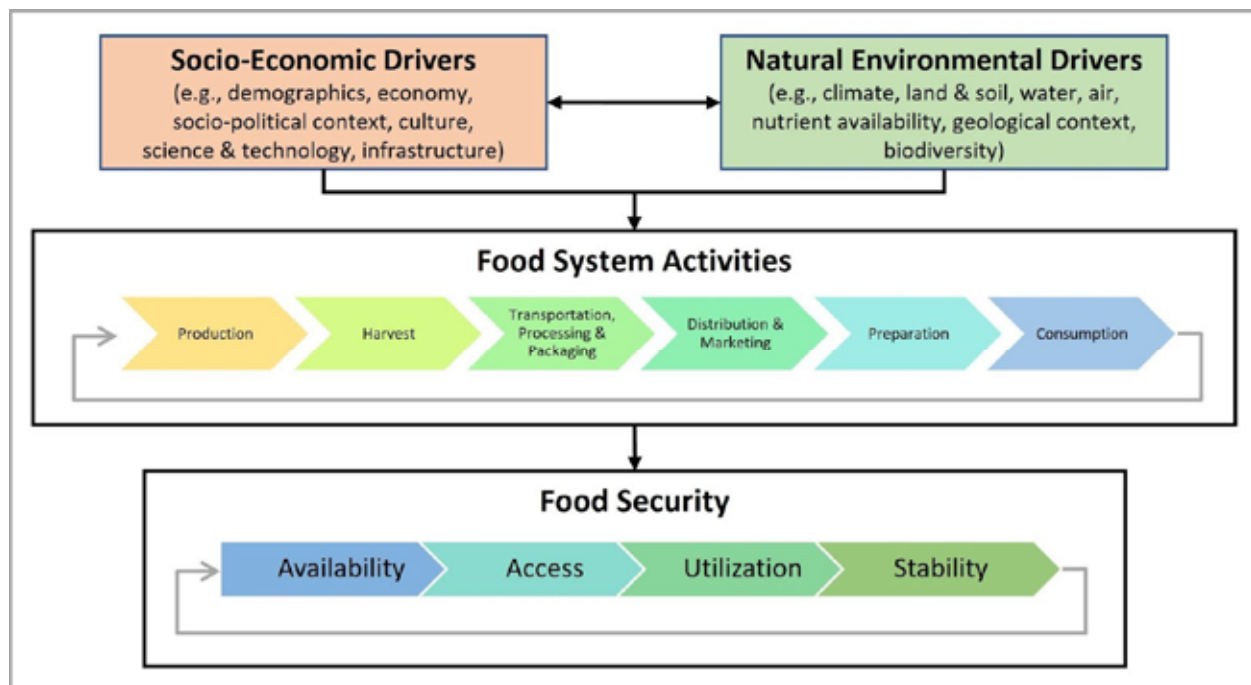 Socio-Economic Drivers
(e.g., demographics, economy,
socio-political context, culture,
science & technology, infrastructure)
Natural Environmental Drivers
(e.g., climate, land & soil, water, air,
nutrient availability, geological context,
biodiversity)
Food System Activities
Production
Harvest
Transportation,
Processing &
Packaging
Distribution &
Marketing
Preparation
Consumption
Food Security
Availability
Access
Utilization
Stability